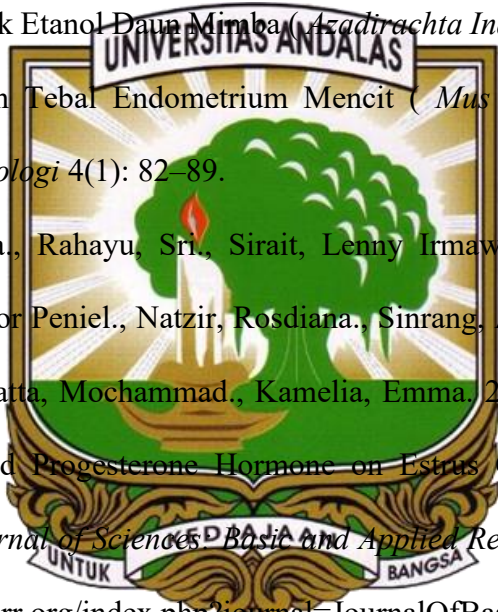 k Etanol Daun Mimba ( Azadirachta In
UNIVERSITAS ANDALAS
n Tebal Endometrium Mencit ( Mus
ologi 4(1): 82–89.
a., Rahayu, Sri., Sirait, Lenny Irmaw
or Peniel., Natzir, Rosdiana., Sinrang,
atta, Mochammad., Kamelia, Emma. 2
d Progesterone Hormone on Estrus
rnal of Sciences: Basic and Applied Re
KEDJAJAAN
UNTUK BANGSA
rr.org/index.php?journal=JournalOfBas